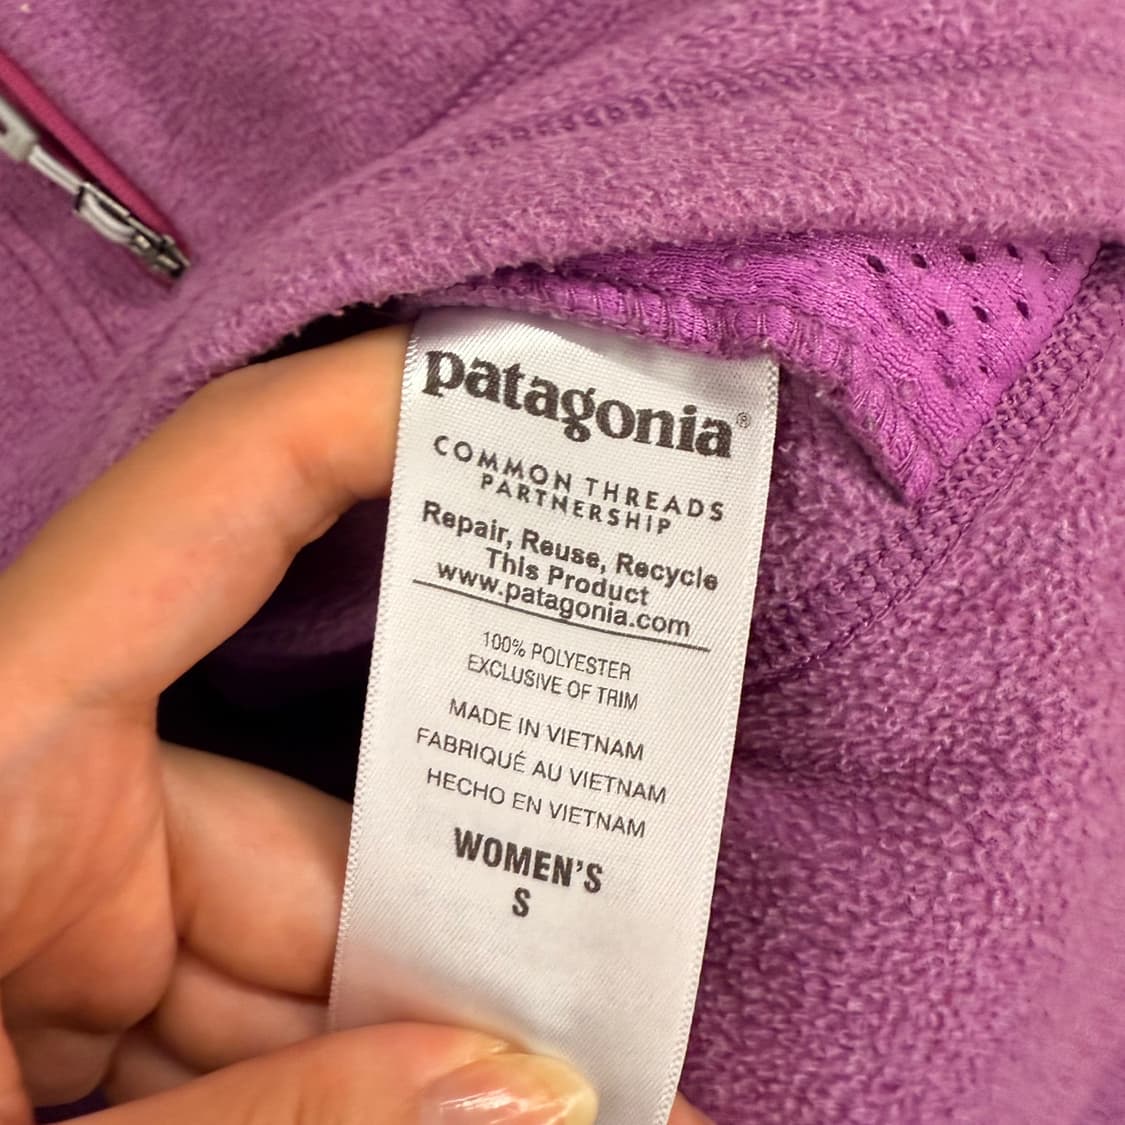 patagonia®
COMMON THREADS
PARTNERSHIP
Repair, Reuse, Recycle
This Product
www.patagonia.com
100% POLYESTER
EXCLUSIVE OF TRIM
MADE IN VIETNAM
FABRIQUÉ AU VIETNAM
HECHO EN VIETNAM
WOMEN'S
S